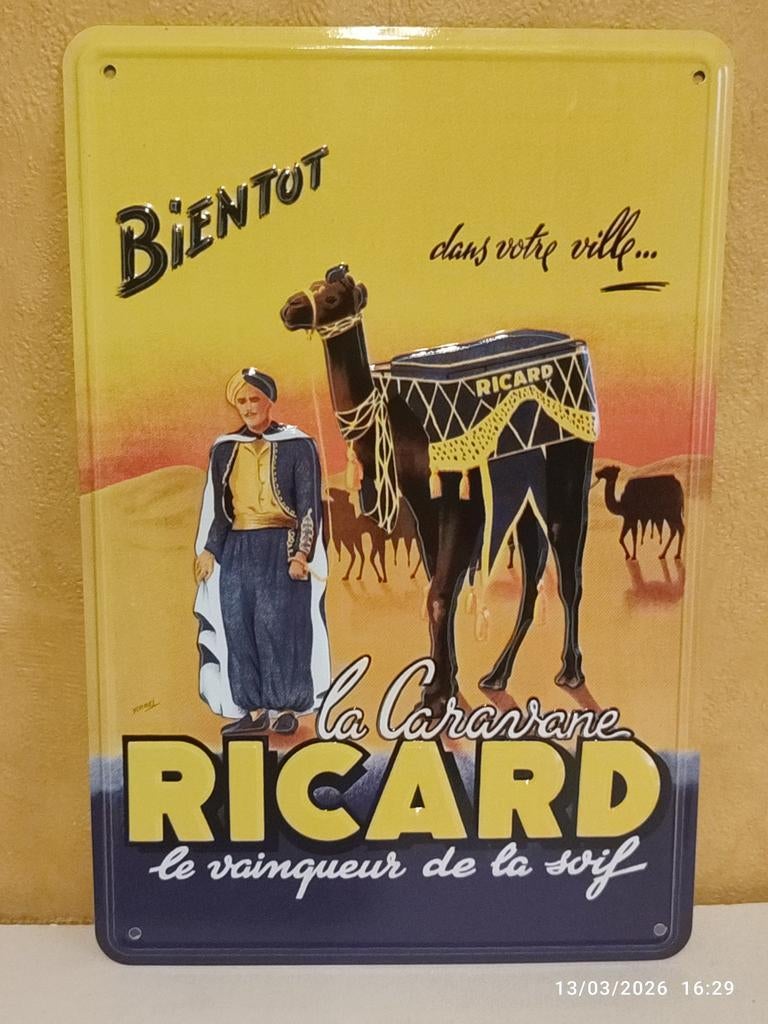 BiENTOT
dans votre ville...
RICARD
la Caravane
RICARD
le vainqueur de la soif
13/03/2026 16:29